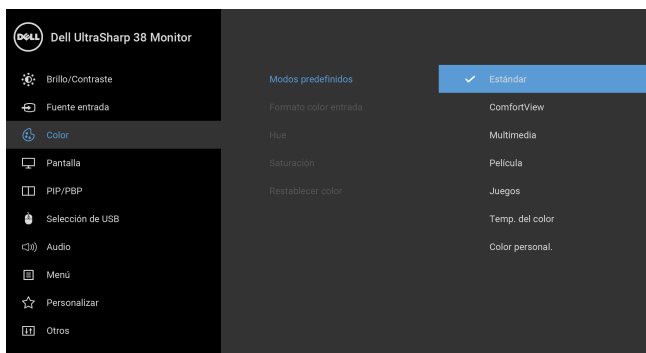 DELL Dell UltraSharp 38 Monitor
Brillo/Contraste
Fuente entrada
Color
Pantalla
PIP/PBP
Selección de USB
Audio
Menú
Personalizar
Otros
Modos predefinidos
Formato color entrada
Hue
Saturación
Restablecer color
Estándar
ComfortView
Multimedia
Película
Juegos
Temp. del color
Color personal.